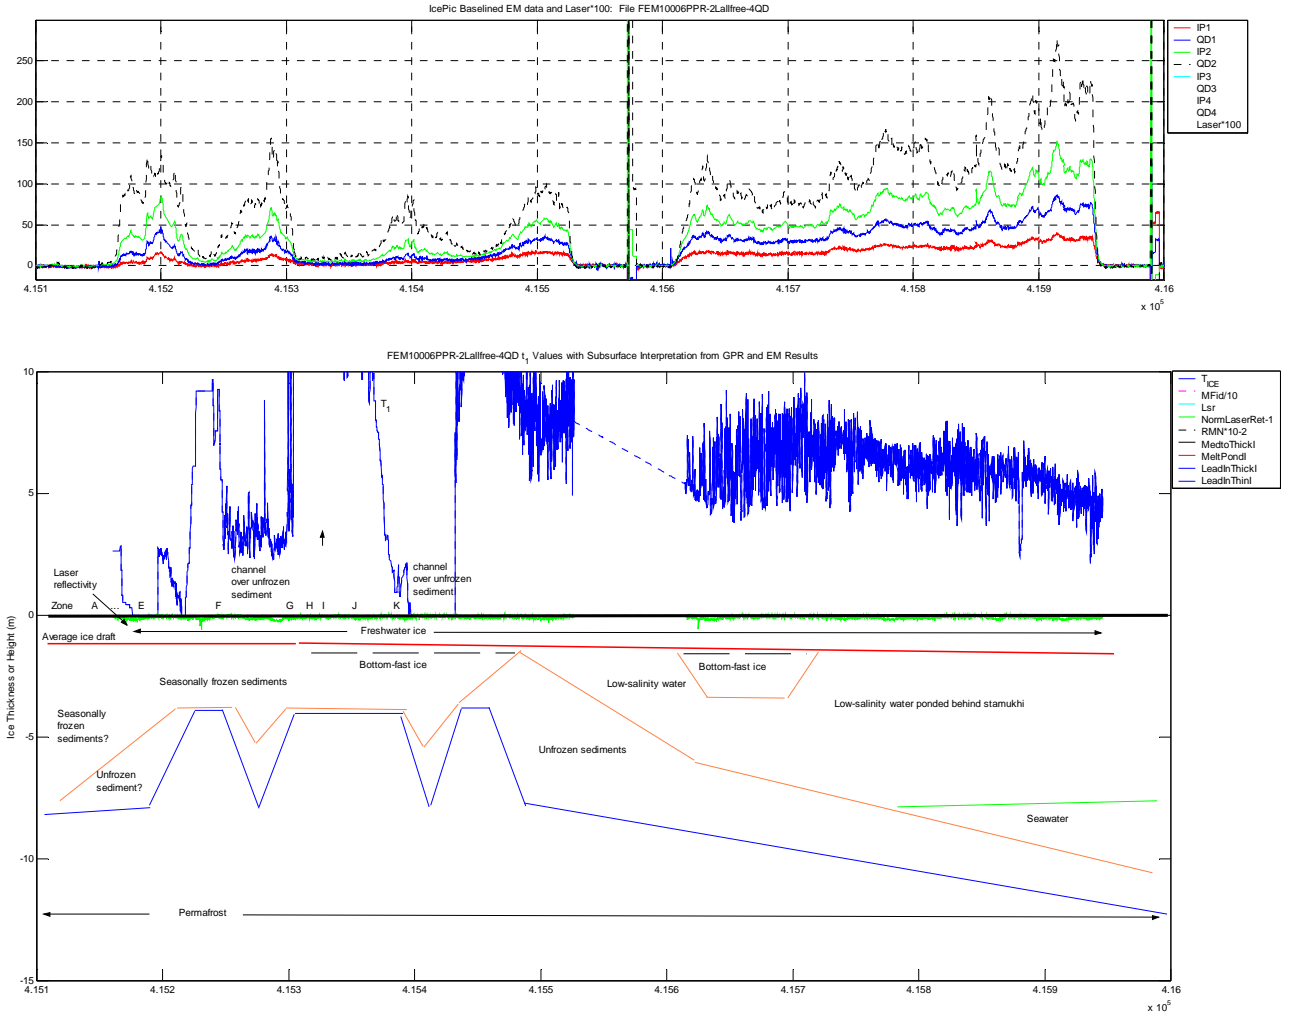 IcePic Baselined EM data and Laser*100: File FEM10006PPR-2Lallfree-4QD
250
200
150
100
50
0
4.151
4.152
4.153
4.154
4.155
4.156
4.157
4.158
4.159
4.16
x 10^5
IP1
QD1
IP2
QD2
IP3
QD3
IP4
QD4
Laser*100
FEM10006PPR-2Lallfree-4QD t_1 Values with Subsurface Interpretation from GPR and EM Results
T_ICE
MFid/10
Lsr
NormLaserRet-1
RMN*10-2
MedtoThickI
MeltPondI
LeadInThickI
LeadInThinI
Ice Thickness or Height (m)
10
5
0
-5
-10
-15
T_1
Laser
reflectivity
channel
over unfrozen
sediment
channel
over unfrozen
sediment
Zone A ... E F G H I J K
Freshwater ice
Average ice draft
Bottom-fast ice
Bottom-fast ice
Seasonally frozen sediments
Low-salinity water
Low-salinity water ponded behind stamukhi
Seasonally
frozen
sediments?
Unfrozen sediments
Unfrozen
sediment?
Seawater
Permafrost
4.151
4.152
4.153
4.154
4.155
4.156
4.157
4.158
4.159
4.16
x 10^5